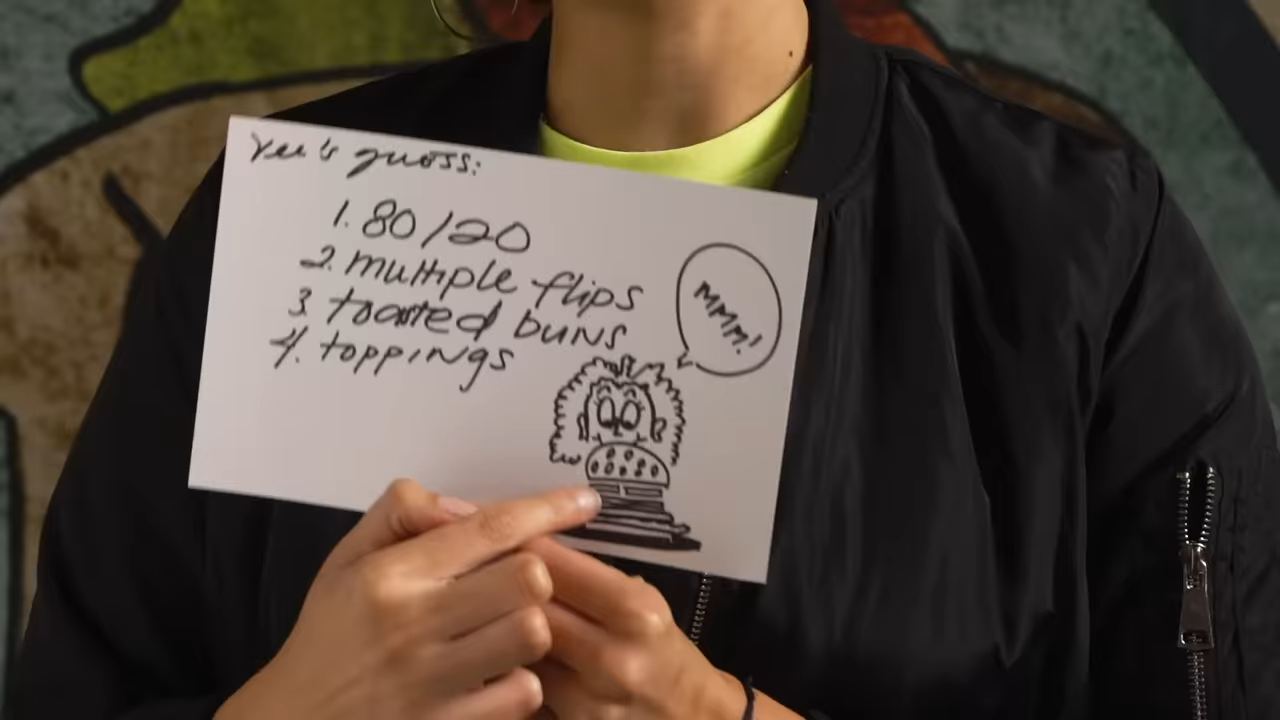 guess:
1. 80/20
2. multiple flips
3. toasted buns
4. toppings
MMM!